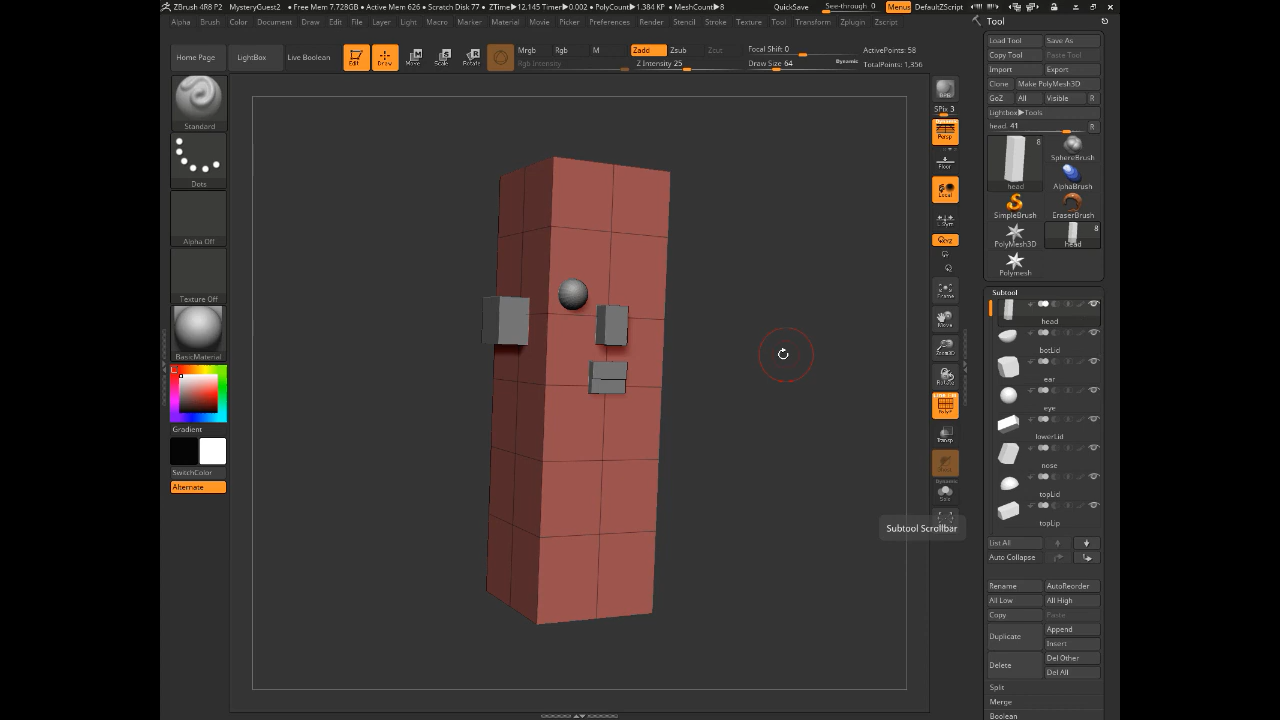 ZBrush 4R8 P2 MysteryGuest2 • Free Mem 7.728GB • Active Mem 626 • Scratch Disk 77 • ZTime▶12.145 Timer▶0.002 • PolyCount▶1.384 KP • MeshCount▶8 QuickSave See-through 0 Menus DefaultZScript
Alpha Brush Color Document Draw Edit File Layer Light Macro Marker Material Movie Picker Preferences Render Stencil Stroke Texture Tool Transform Zplugin Zscript
Home Page LightBox Live Boolean
Edit Draw Move Scale Rotate
Mrgb Rgb M
Rgb Intensity
Zadd Zsub Zcut
Z Intensity 25
Focal Shift 0
Draw Size 64
Dynamic
ActivePoints: 58
TotalPoints: 1,356
Standard
Dots
Alpha Off
Texture Off
BasicMaterial
Gradient
SwitchColor
Alternate
SPix 3
Dynamic
Persp
Floor
Local
Frame
Move
Zoom3D
Rotate
PolyF
Transp
Dynamic
Solo
Subtool Scrollbar
Tool
Load Tool Save As
Copy Tool Paste Tool
Import Export
Clone Make PolyMesh3D
GoZ All Visible R
Lightbox▶Tools
head. 41 R
8
head
SphereBrush
AlphaBrush
SimpleBrush EraserBrush
8
PolyMesh3D head
Polymesh
Subtool
head
botLid
ear
eye
lowerLid
nose
topLid
topLip
List All
Auto Collapse
Rename AutoReorder
All Low All High
Copy Paste
Duplicate Append
Insert
Delete Del Other
Del All
Split
Merge
Boolean